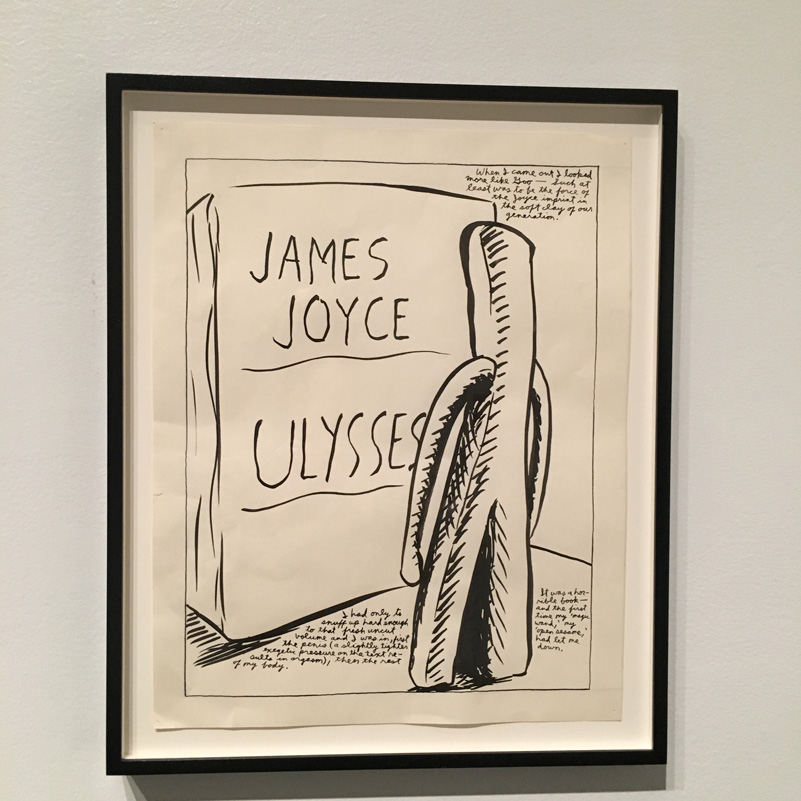 When I came out I looked
more like Goo — such at
least was to be the force of
the Joyce imprint in
the soft clay of our
generation.
JAMES
JOYCE
ULYSSES
I had only to
snuff up hard enough
to that fresh uncut
volume and I was in, first
the penis (a slightly tighter
exegetic pressure on the text re-
sults in orgasm), then the rest
of my body.
It was a hor-
rible book —
and the first
time my 'magic
wand,' my
'open sesame,'
had let me
down.